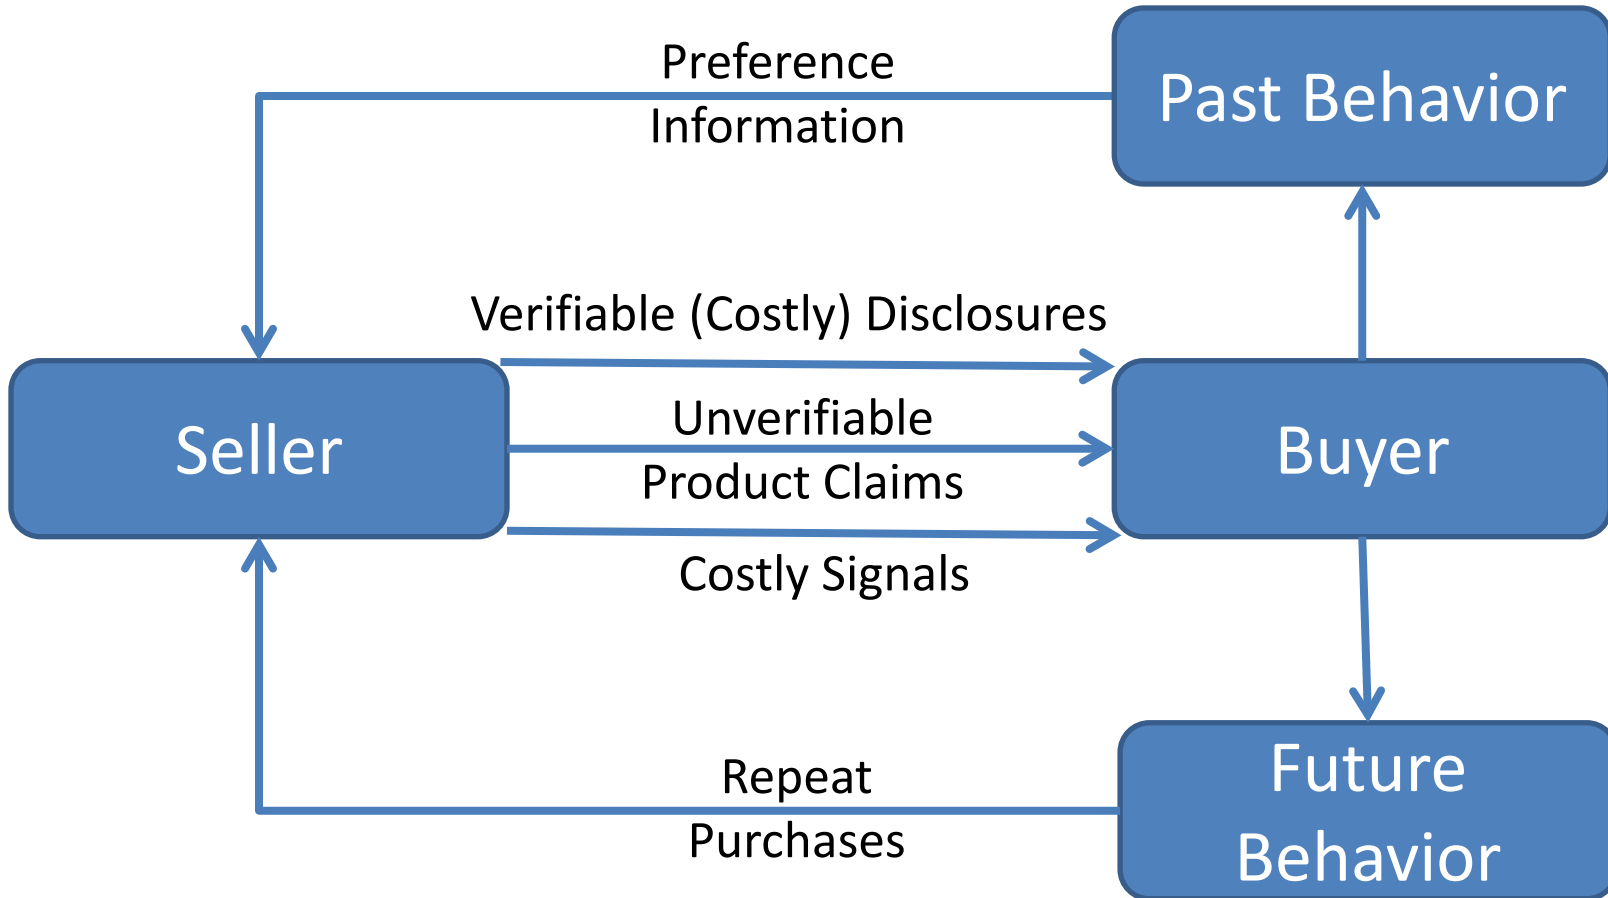 Preference
Information
Past Behavior
Verifiable (Costly) Disclosures
Seller
Unverifiable
Product Claims
Buyer
Costly Signals
Repeat
Purchases
Future
Behavior